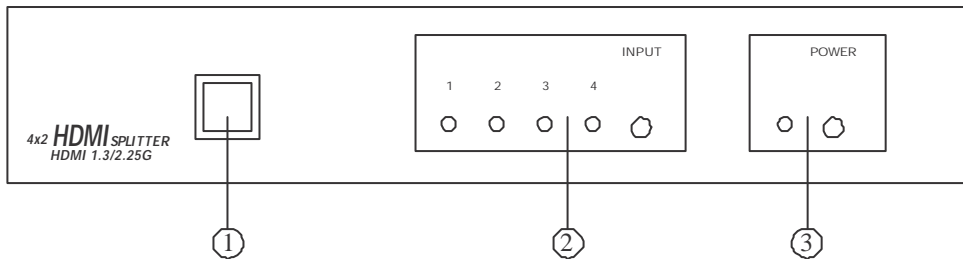 INPUT
POWER
1 2 3 4
4x2 HDMI SPLITTER
HDMI 1.3/2.25G
1 2 3